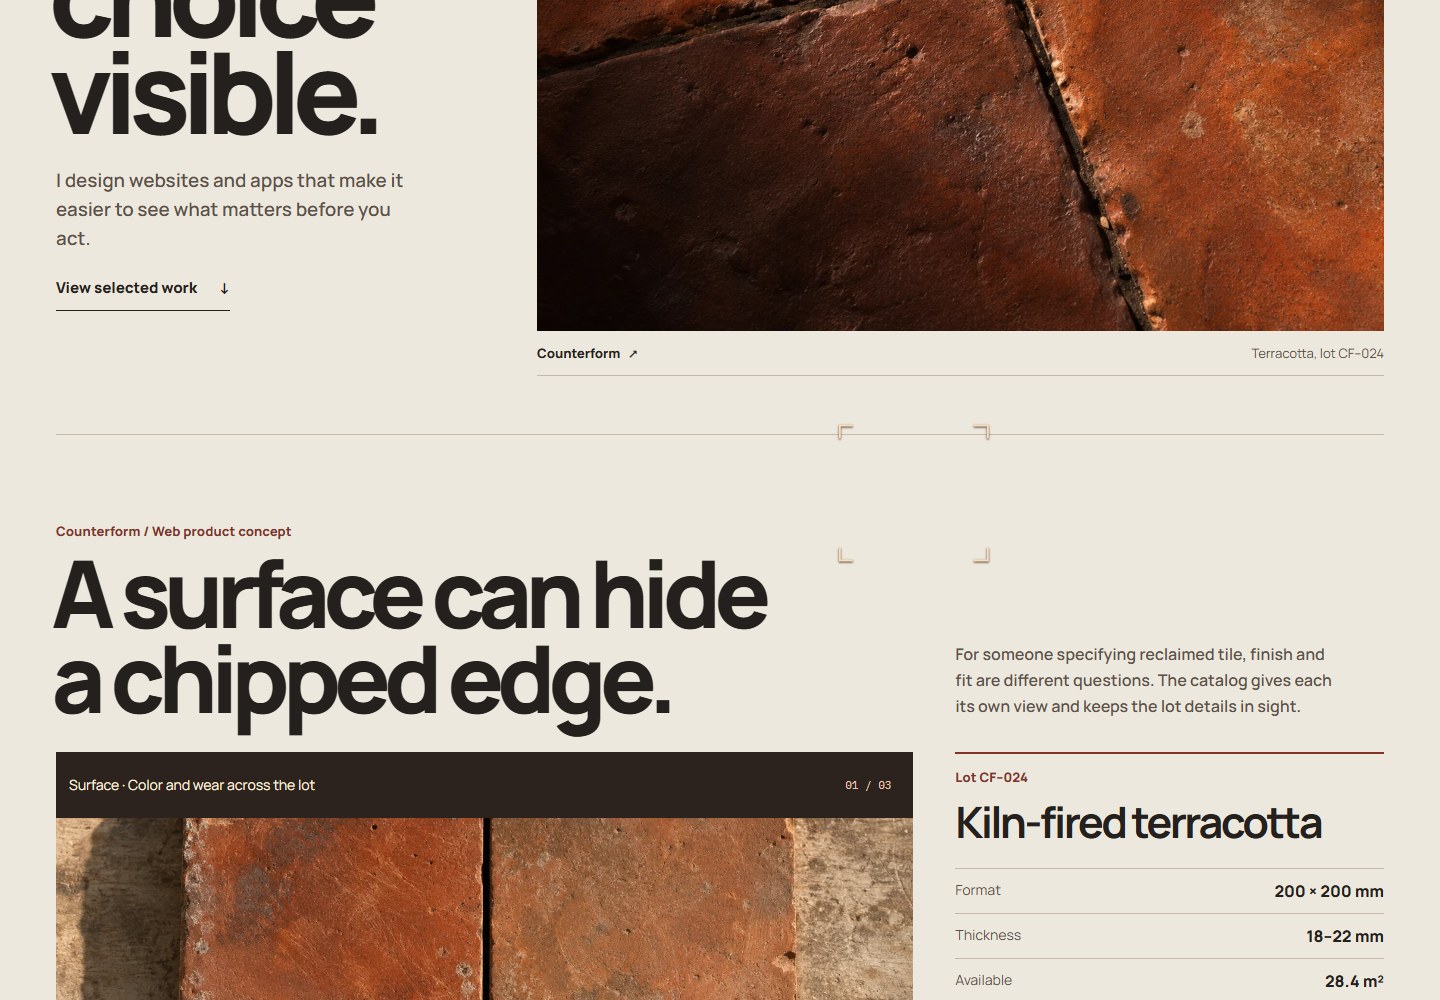 choice
visible.
I design websites and apps that make it
easier to see what matters before you
act.
View selected work ↓
Counterform ↗
Terracotta, lot CF-024
Counterform / Web product concept
A surface can hide
a chipped edge.
For someone specifying reclaimed tile, finish and
fit are different questions. The catalog gives each
its own view and keeps the lot details in sight.
Surface · Color and wear across the lot
01 / 03
Lot CF-024
Kiln-fired terracotta
Format 200 × 200 mm
Thickness 18–22 mm
Available 28.4 m²